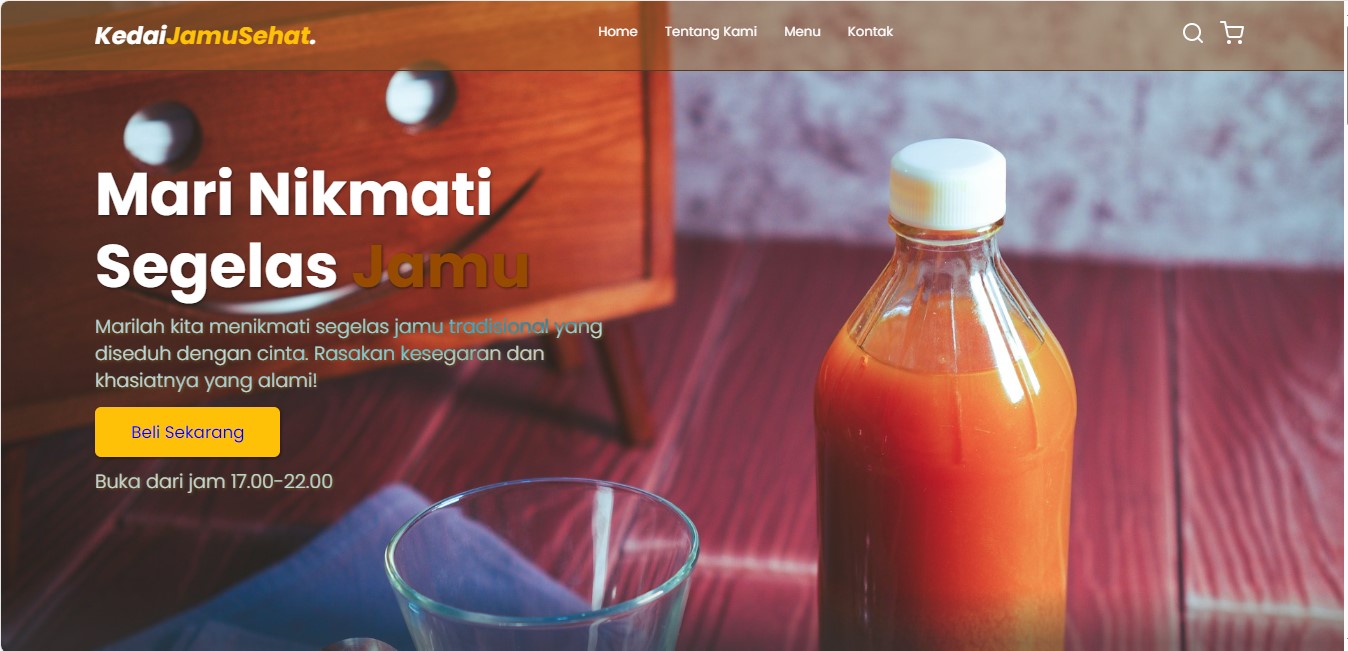 KedaiJamuSehat.
Home Tentang Kami Menu Kontak
Mari Nikmati
Segelas Jamu
Marilah kita menikmati segelas jamu tradisional yang
diseduh dengan cinta. Rasakan kesegaran dan
khasiatnya yang alami!
Beli Sekarang
Buka dari jam 17.00-22.00